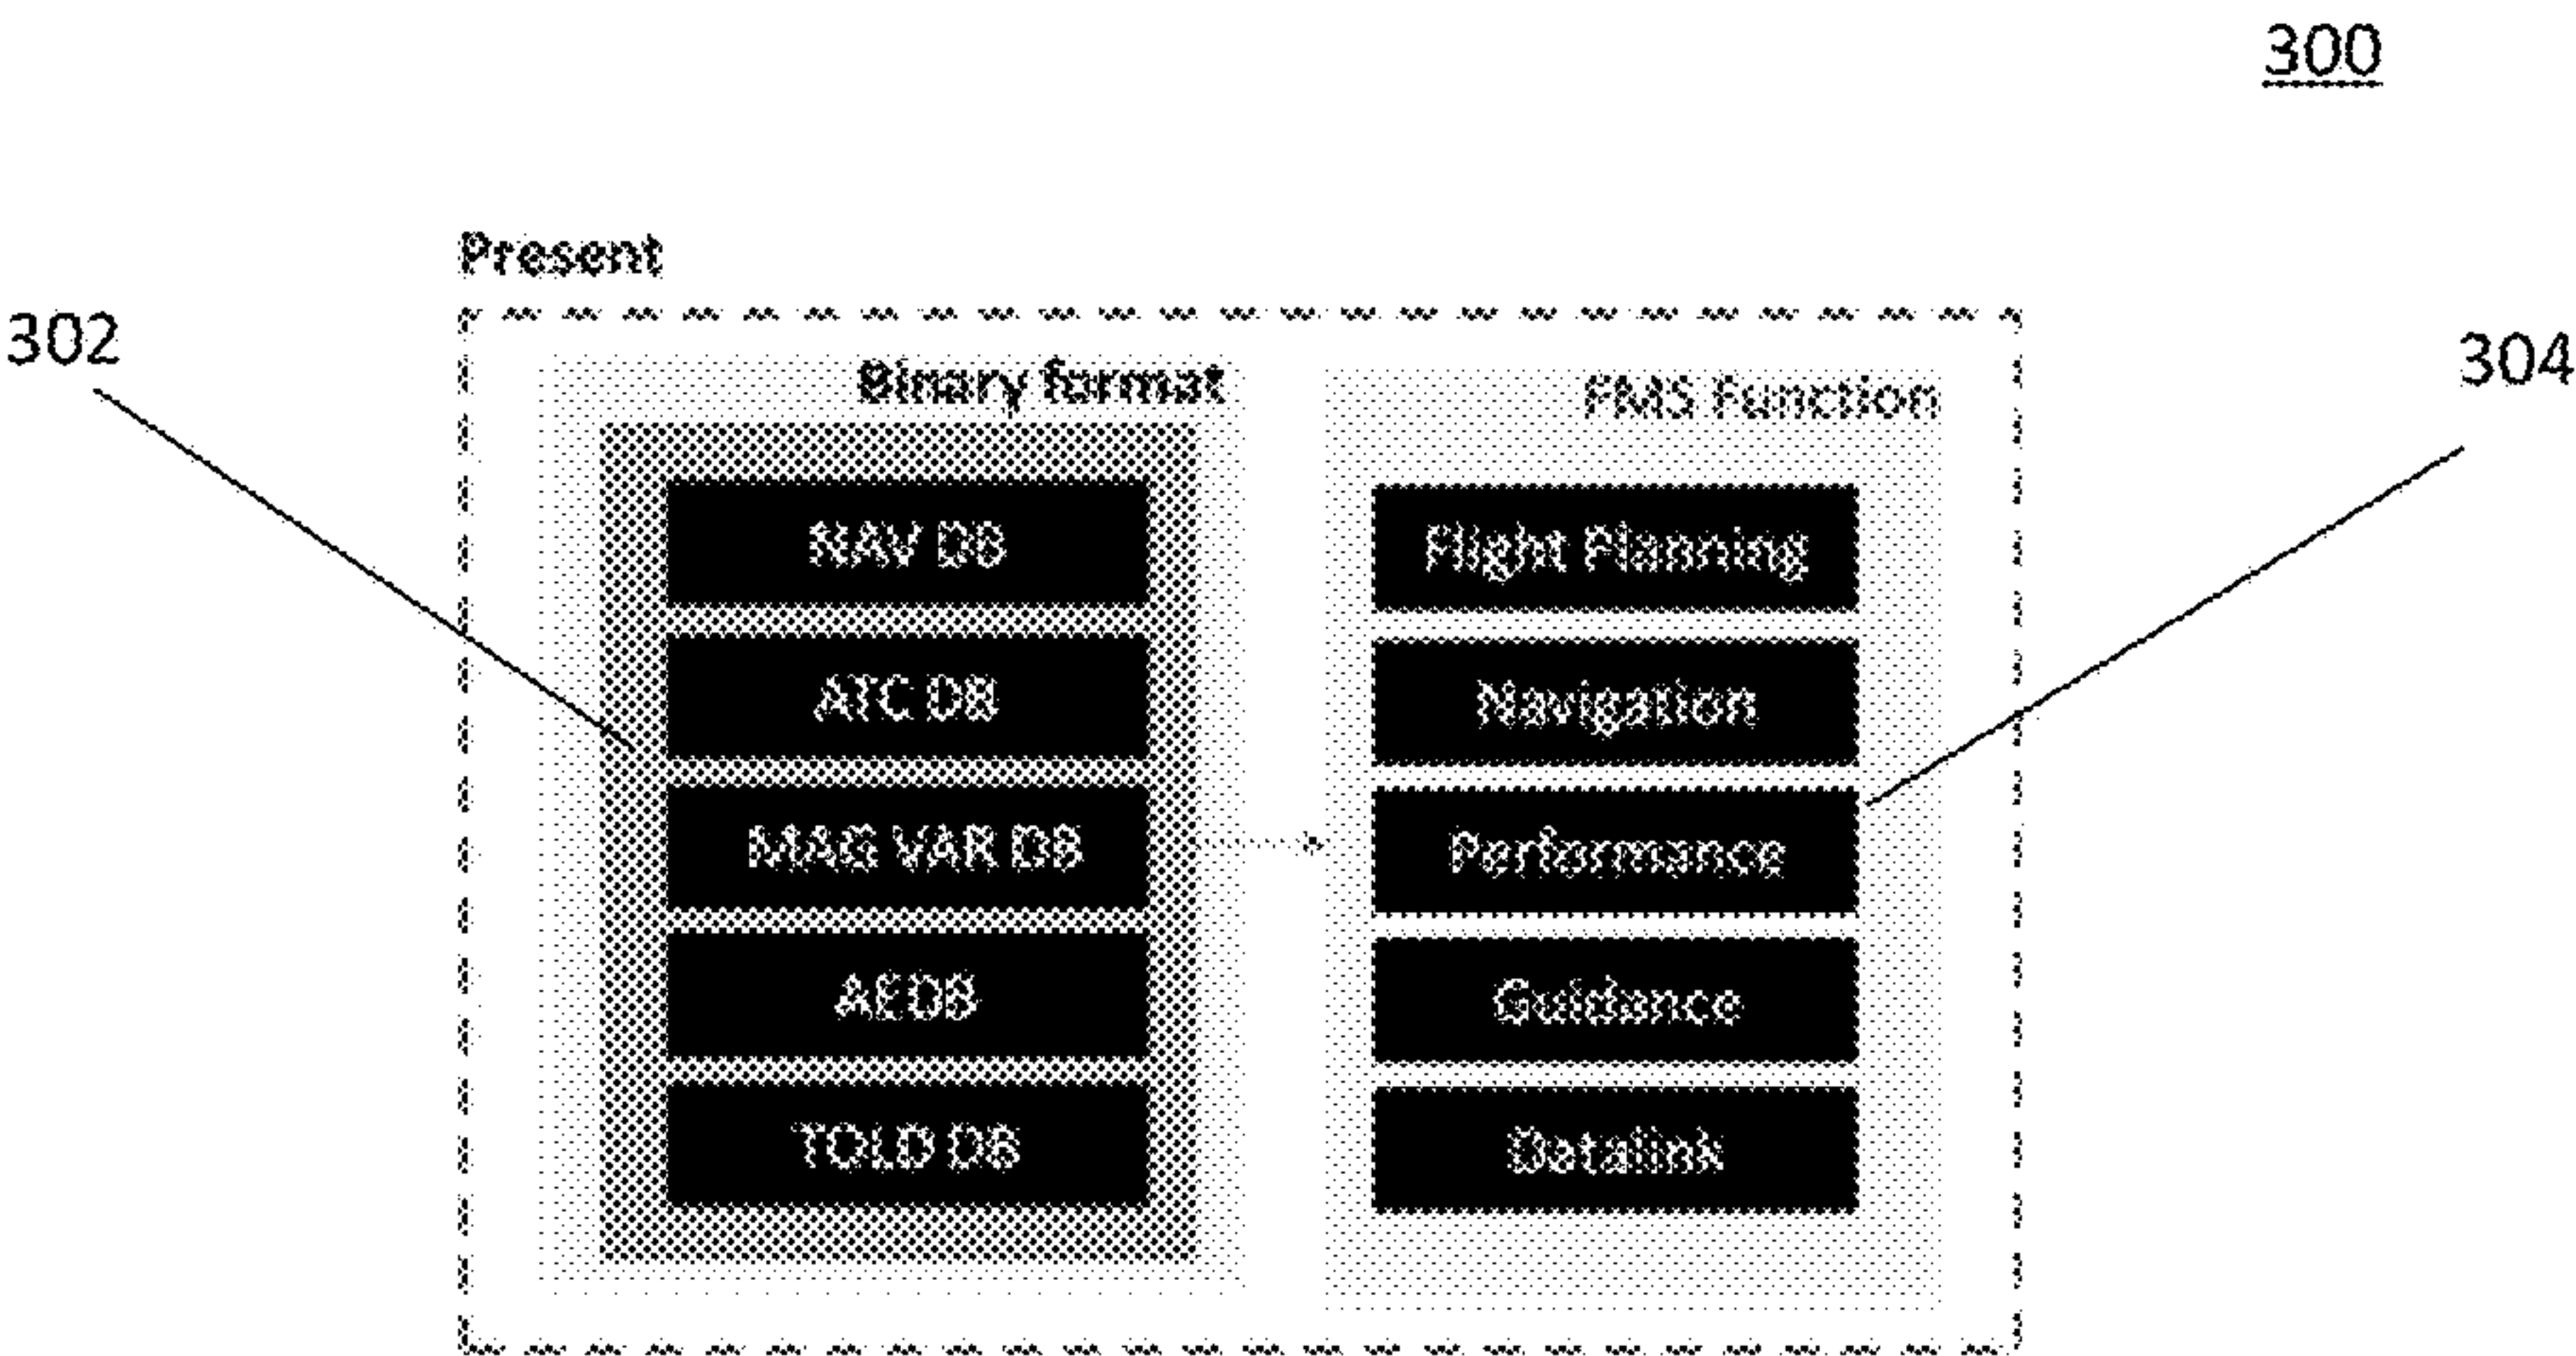 300
Present
302
304
Binary format
FMS Function
NAV DB
ATC DB
MAG VAR DB
AEDB
TOLD DB
Flight Planning
Navigation
Performance
Guidance
Datalink